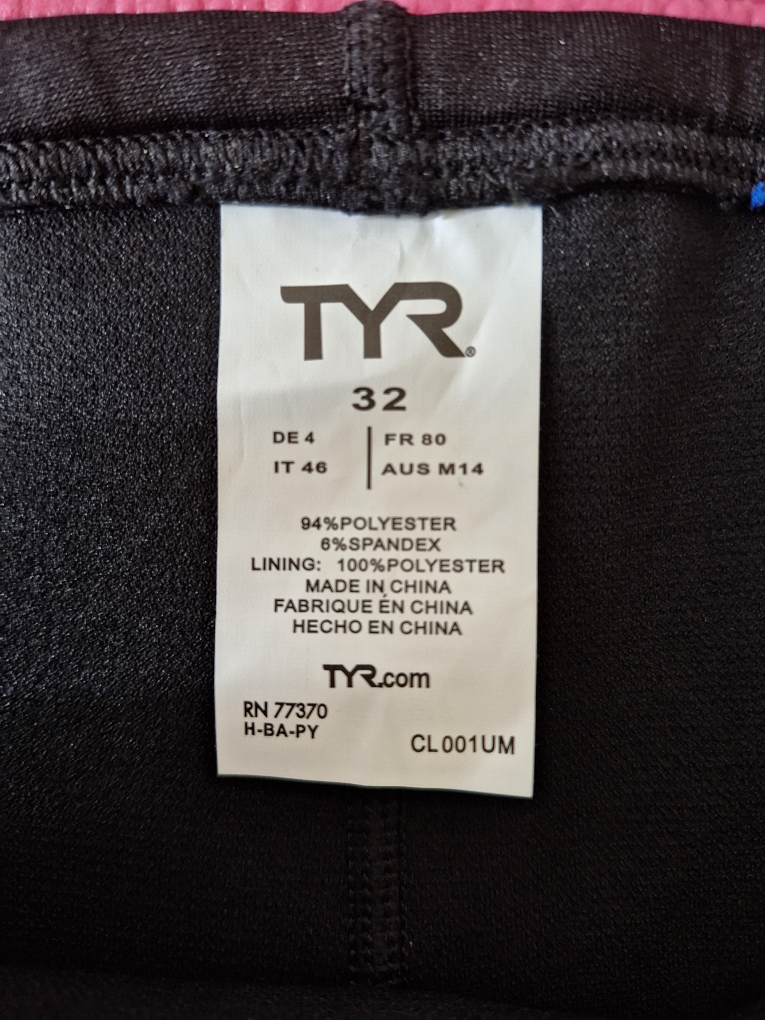 TYR®
32
DE 4 | FR 80
IT 46 | AUS M14
94%POLYESTER
6%SPANDEX
LINING: 100%POLYESTER
MADE IN CHINA
FABRIQUE ÉN CHINA
HECHO EN CHINA
TYR.com
RN 77370
H-BA-PY
CL001UM